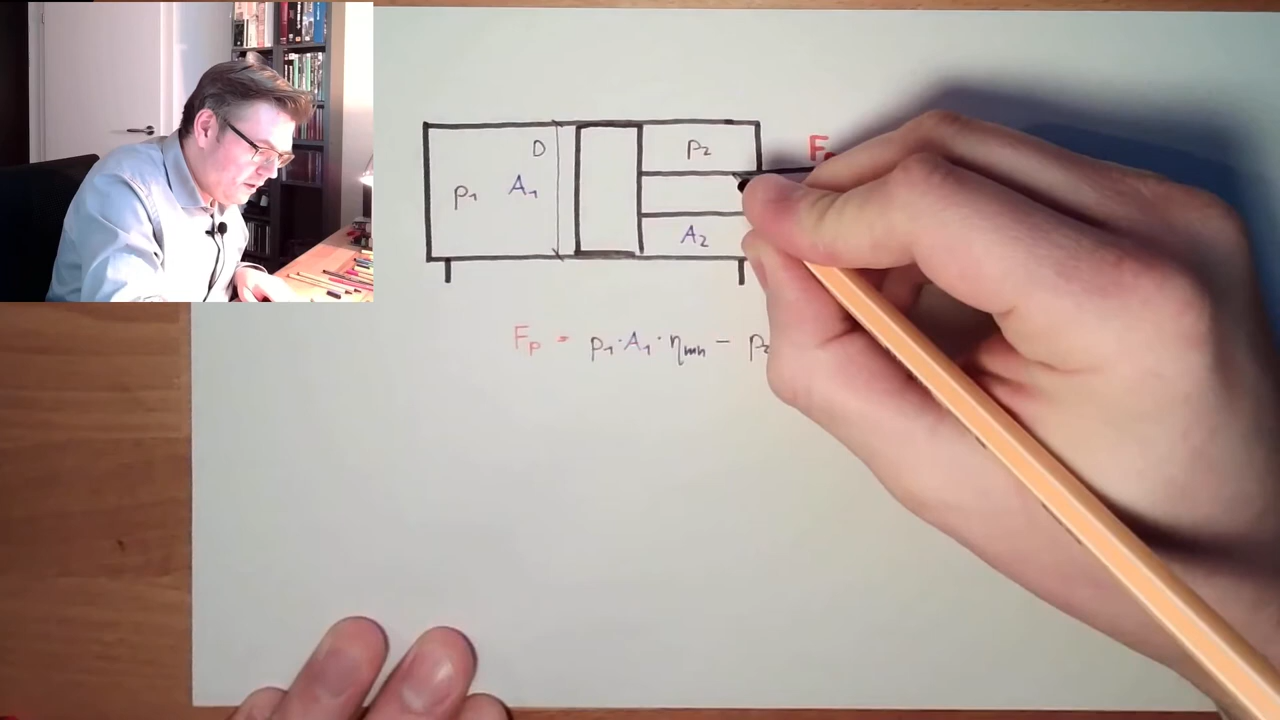 D
p₂
F
p₁ A₁
A₂
Fₚ = p₁·A₁·ηₘₕ − p₂